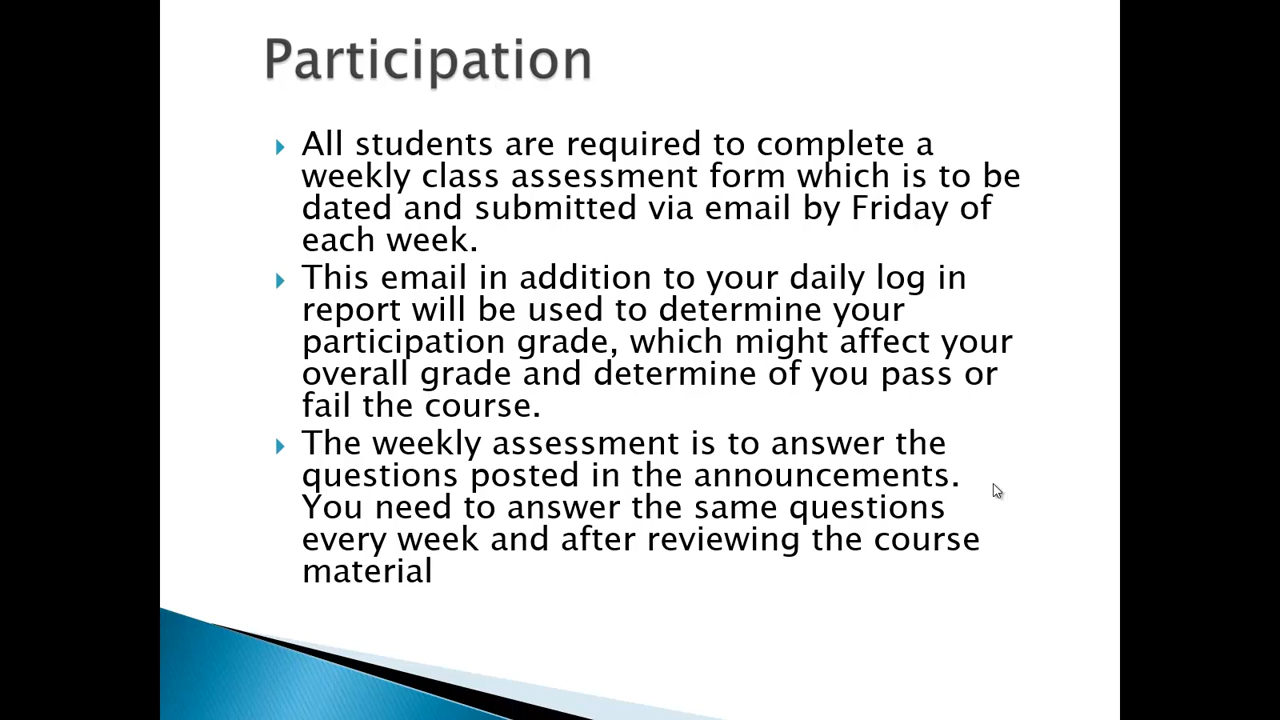 Participation
All students are required to complete a
weekly class assessment form which is to be
dated and submitted via email by Friday of
each week.
This email in addition to your daily log in
report will be used to determine your
participation grade, which might affect your
overall grade and determine of you pass or
fail the course.
The weekly assessment is to answer the
questions posted in the announcements.
You need to answer the same questions
every week and after reviewing the course
material